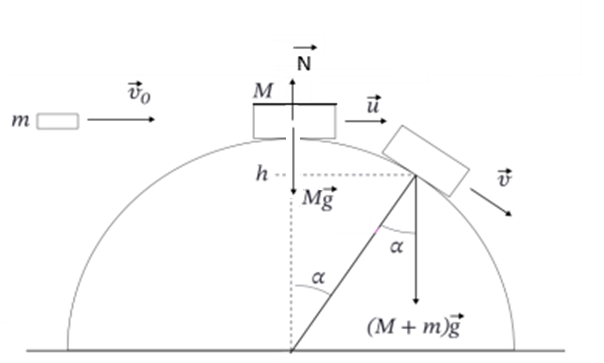 N⃗
M
m
v⃗₀
u⃗
h
Mg⃗
v⃗
α
α
(M + m)g⃗